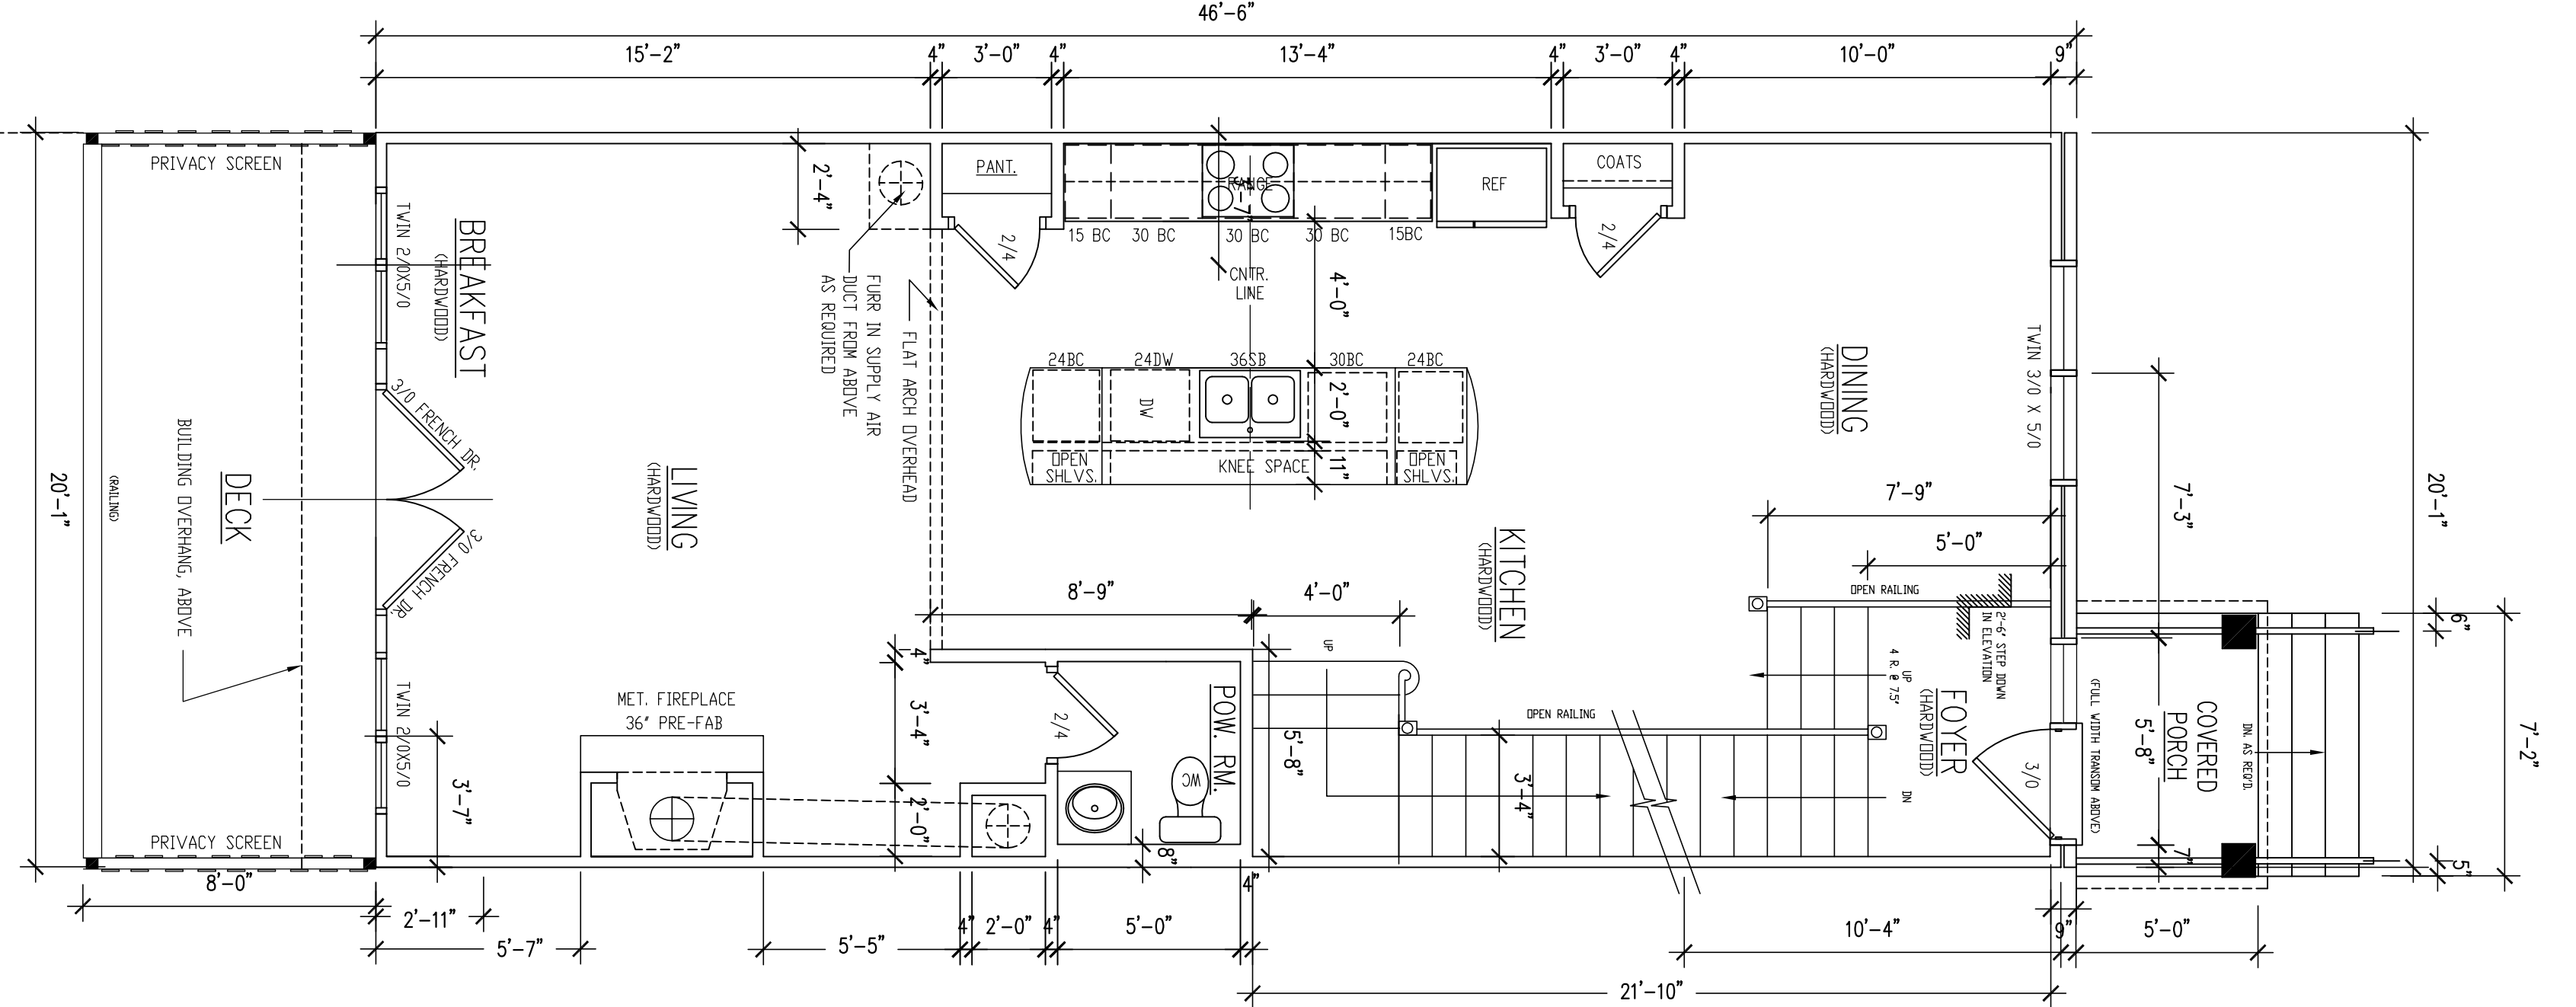 46'-6"
15'-2"
4"
3'-0"
4"
13'-4"
4"
3'-0"
4"
10'-0"
9"
PRIVACY SCREEN
TWIN 2/0X5/0
BREAKFAST
(HARDWOOD)
2'-4"
PANT.
2/4
RANGE
REF
COATS
2/4
15 BC
30 BC
30 BC
30 BC
15BC
CNTR.
LINE
4'-0"
FURR IN SUPPLY AIR
DUCT FROM ABOVE
AS REQUIRED
FLAT ARCH OVERHEAD
24BC
24DW
36SB
30BC
24BC
DW
2'-0"
11"
OPEN
SHLVS.
KNEE SPACE
OPEN
SHLVS.
DINING
(HARDWOOD)
TWIN 3/0 X 5/0
7'-3"
20'-1"
20'-1"
(RAILING)
DECK
BUILDING OVERHANG, ABOVE
3/0 FRENCH DR.
3/0 FRENCH DR.
LIVING
(HARDWOOD)
KITCHEN
(HARDWOOD)
7'-9"
5'-0"
OPEN RAILING
8'-9"
4'-0"
UP
2'-6" STEP DOWN
IN ELEVATION
UP
4 R. @ 7.5"
FOYER
(HARDWOOD)
(FULL WIDTH TRANSOM ABOVE)
COVERED
PORCH
DN. AS REQ'D.
6"
7'-2"
5'-8"
7"
5"
3/0
DN
OPEN RAILING
3'-4"
5'-8"
POW. RM.
WC
2/4
4"
3'-4"
2'-0"
8"
MET. FIREPLACE
36" PRE-FAB
TWIN 2/0X5/0
3'-7"
PRIVACY SCREEN
8'-0"
2'-11"
5'-7"
5'-5"
4"
2'-0"
4"
5'-0"
4"
10'-4"
9"
5'-0"
21'-10"